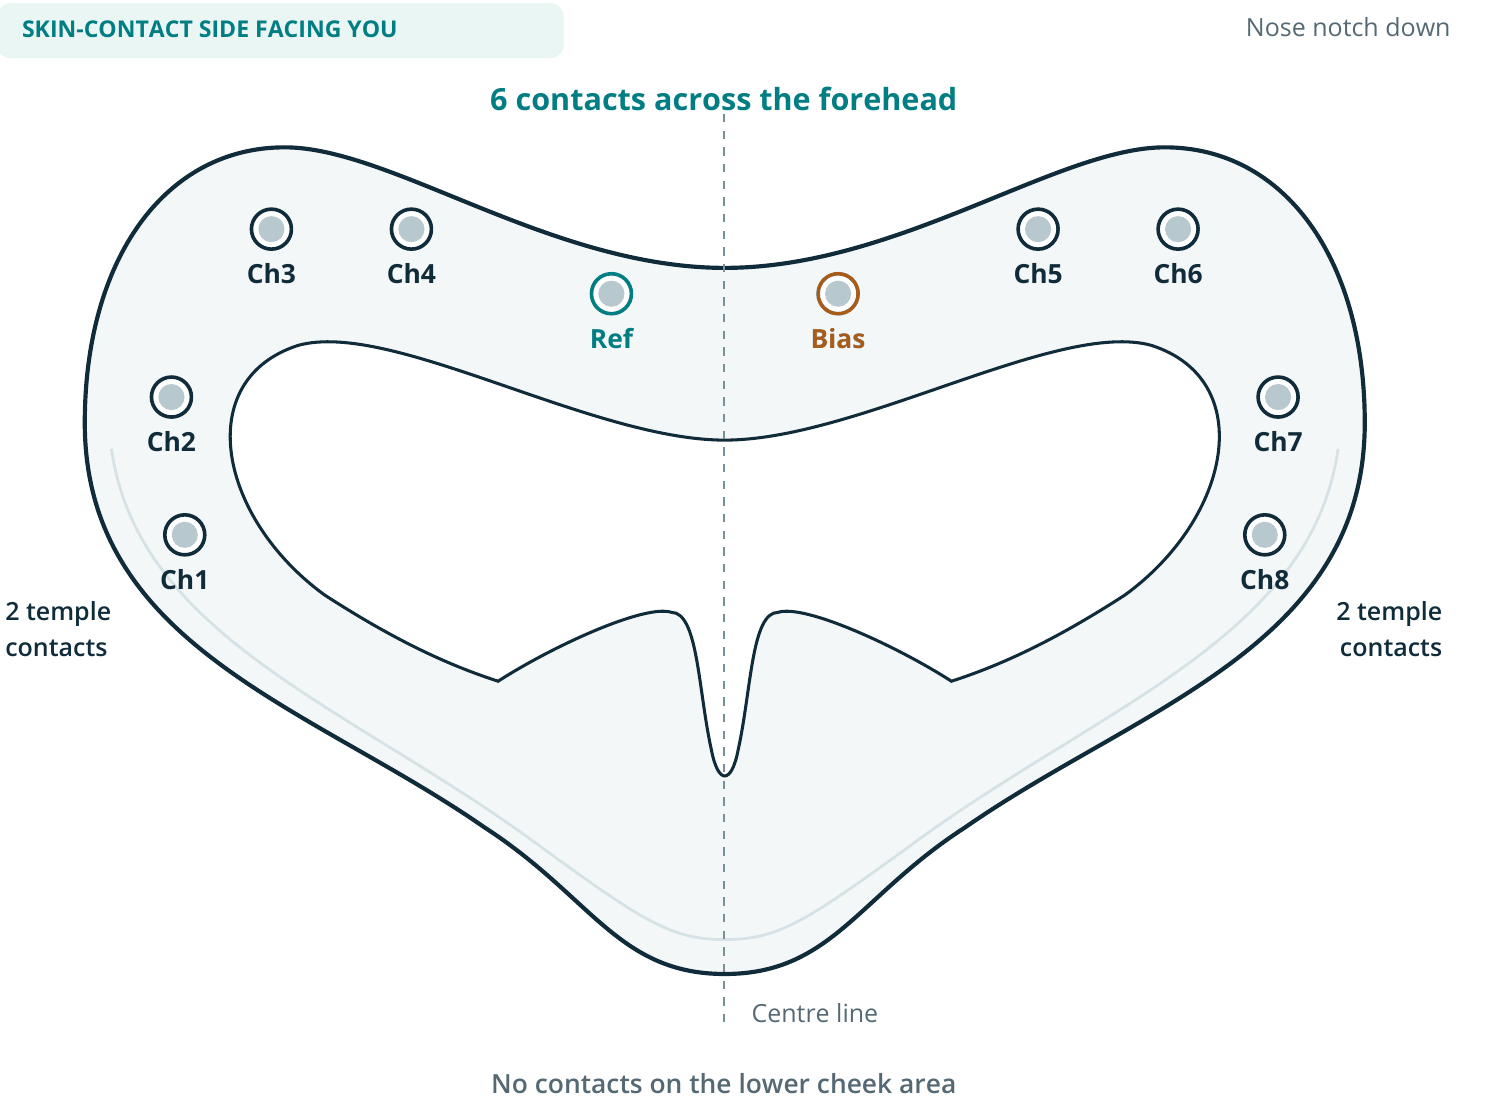 SKIN-CONTACT SIDE FACING YOU
Nose notch down
6 contacts across the forehead
Ch3
Ch4
Ch5
Ch6
Ref
Bias
Ch2
Ch7
Ch1
Ch8
2 temple
contacts
2 temple
contacts
Centre line
No contacts on the lower cheek area